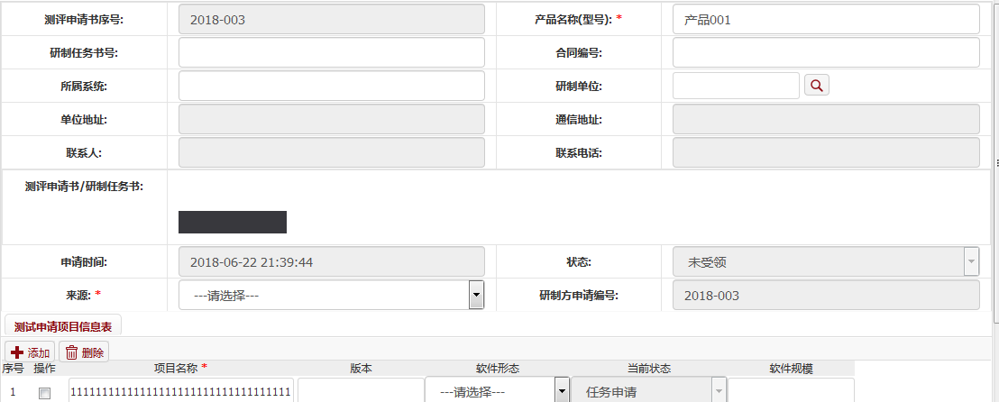 测评申请书序号: 2018-003 产品名称(型号): * 产品001
研制任务书号: 合同编号:
所属系统: 研制单位:
单位地址: 通信地址:
联系人: 联系电话:
测评申请书/研制任务书:
申请时间: 2018-06-22 21:39:44 状态: 未受领
来源: * ---请选择--- 研制方申请编号: 2018-003
测试申请项目信息表
添加 删除
序号 操作 项目名称 * 版本 软件形态 当前状态 软件规模
1 1111111111111111111111111111111111111 ---请选择--- 任务申请